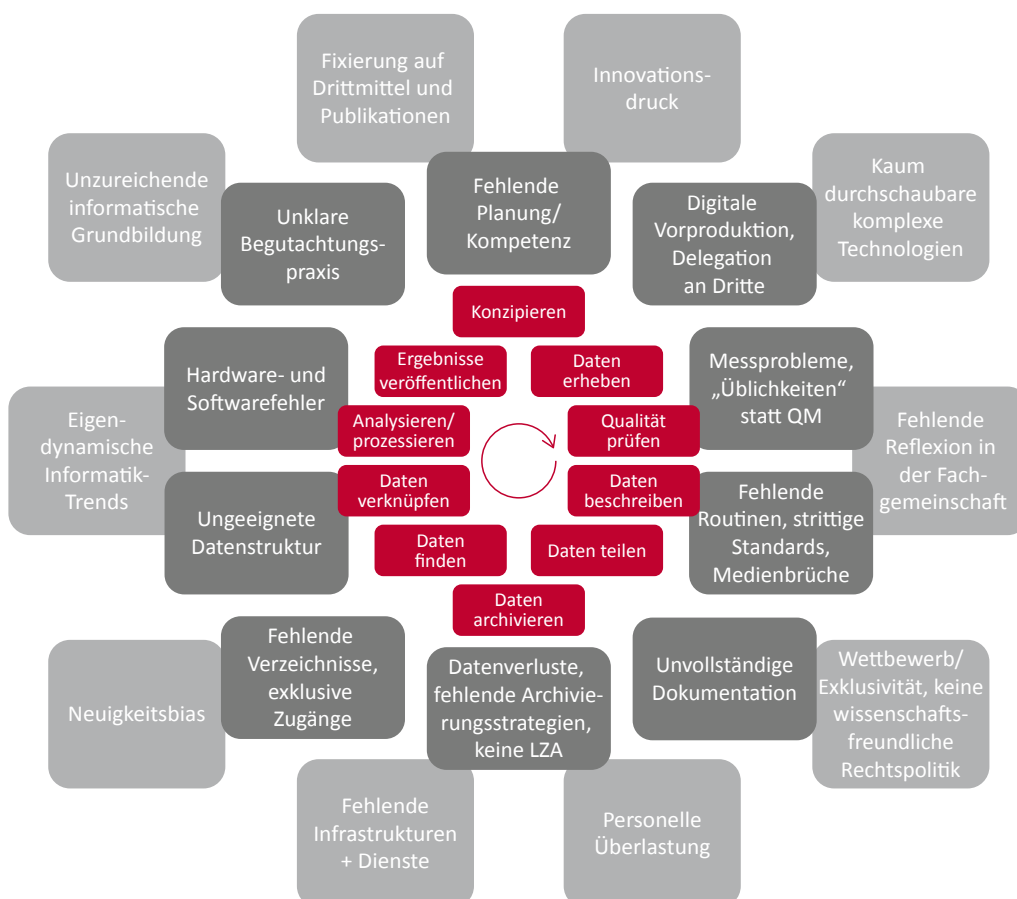 Fixierung auf
Drittmittel und
Publikationen
Innovations-
druck
Unzureichende
informatische
Grundbildung
Kaum
durchschaubare
komplexe
Technologien
Unklare
Begutachtungs-
praxis
Fehlende
Planung/
Kompetenz
Digitale
Vorproduktion,
Delegation
an Dritte
Konzipieren
Ergebnisse
veröffentlichen
Daten
erheben
Hardware- und
Softwarefehler
Messprobleme,
„Üblichkeiten“
statt QM
Analysieren/
prozessieren
Qualität
prüfen
Eigen-
dynamische
Informatik-
Trends
Fehlende
Reflexion in
der Fach-
gemeinschaft
Daten
verknüpfen
Daten
beschreiben
Ungeeignete
Datenstruktur
Fehlende
Routinen, strittige
Standards,
Medienbrüche
Daten
finden
Daten teilen
Daten
archivieren
Neuigkeitsbias
Fehlende
Verzeichnisse,
exklusive
Zugänge
Datenverluste,
fehlende Archivie-
rungsstrategien,
keine LZA
Unvollständige
Dokumentation
Wettbewerb/
Exklusivität, keine
wissenschafts-
freundliche
Rechtspolitik
Fehlende
Infrastrukturen
+ Dienste
Personelle
Überlastung